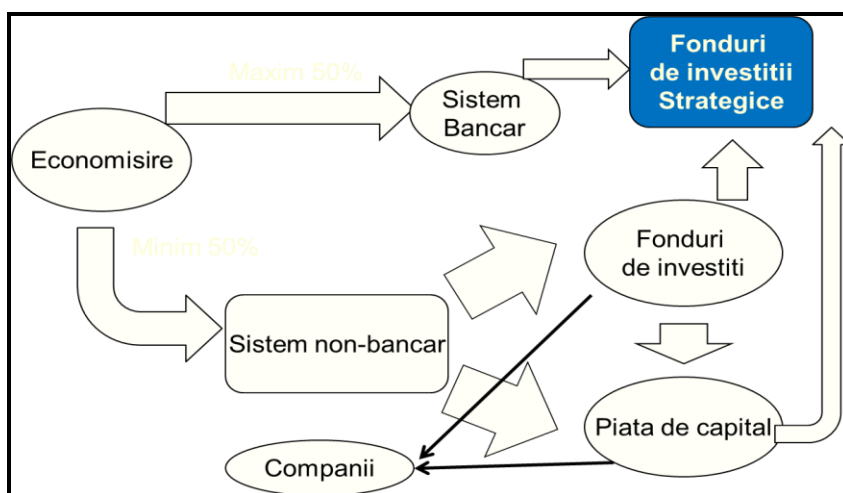 Maxim 50%
Fonduri
de investitii
Strategice
Sistem
Bancar
Economisire
Minim 50%
Fonduri
de investiti
Sistem non-bancar
Piata de capital
Companii